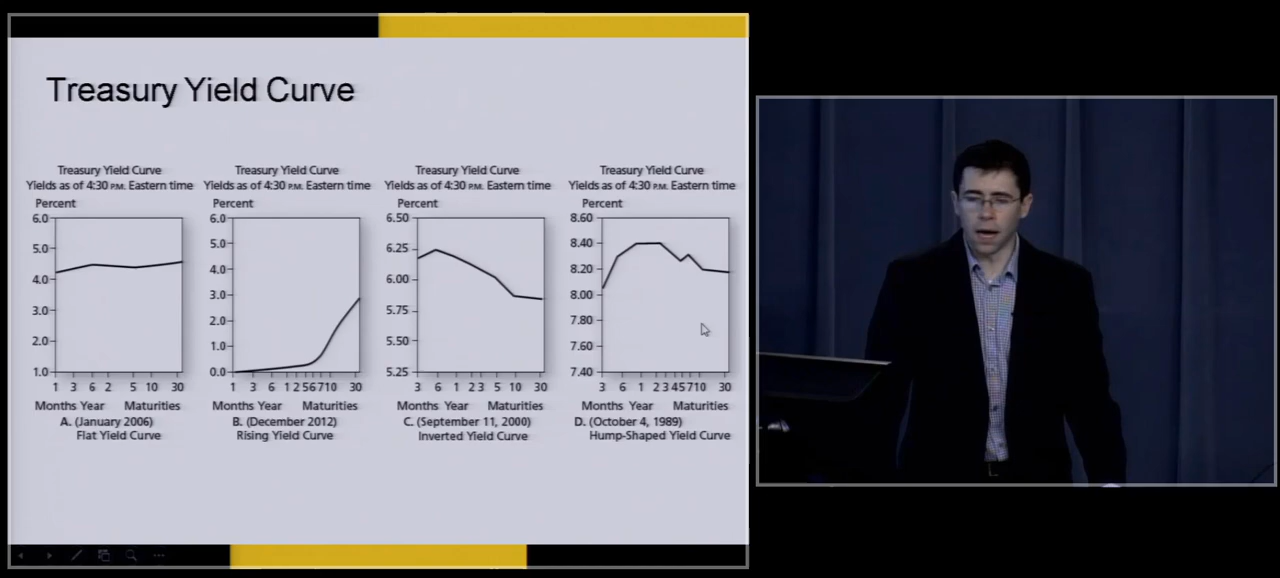 Treasury Yield Curve
Treasury Yield Curve
Yields as of 4:30 P.M. Eastern time
Percent
6.0
5.0
4.0
3.0
2.0
1.0
1 3 6 2 5 10 30
Months Year Maturities
A. (January 2006)
Flat Yield Curve
Treasury Yield Curve
Yields as of 4:30 P.M. Eastern time
Percent
6.0
5.0
4.0
3.0
2.0
1.0
0.0
1 3 6 1 2 5 6 7 10 30
Months Year Maturities
B. (December 2012)
Rising Yield Curve
Treasury Yield Curve
Yields as of 4:30 P.M. Eastern time
Percent
6.50
6.25
6.00
5.75
5.50
5.25
3 6 1 2 3 5 10 30
Months Year Maturities
C. (September 11, 2000)
Inverted Yield Curve
Treasury Yield Curve
Yields as of 4:30 P.M. Eastern time
Percent
8.60
8.40
8.20
8.00
7.80
7.60
7.40
3 6 1 2 3 4 5 7 10 30
Months Year Maturities
D. (October 4, 1989)
Hump-Shaped Yield Curve